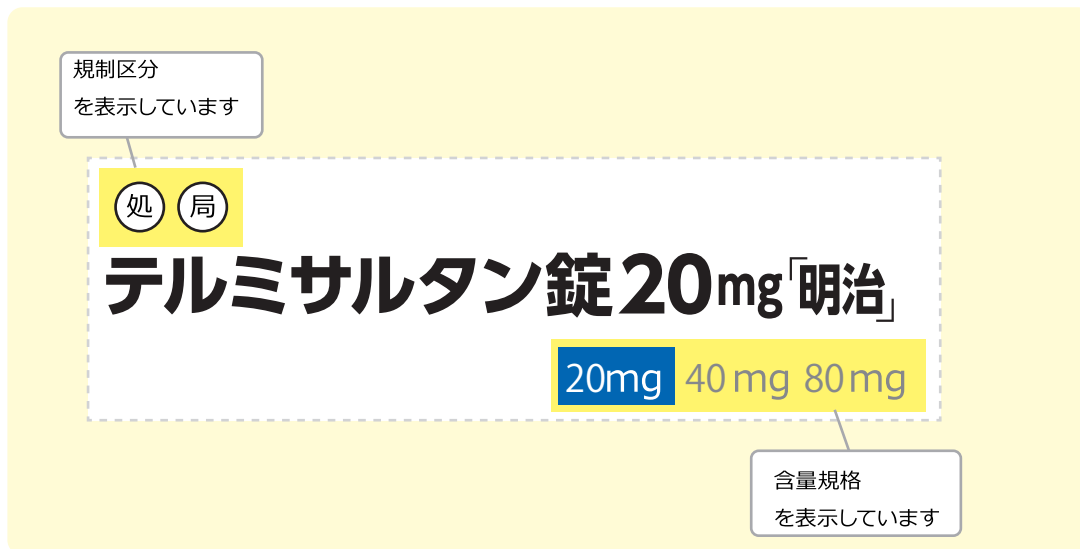 規制区分
を表示しています
処 局
テルミサルタン錠20mg「明治」
20mg 40mg 80mg
含量規格
を表示しています